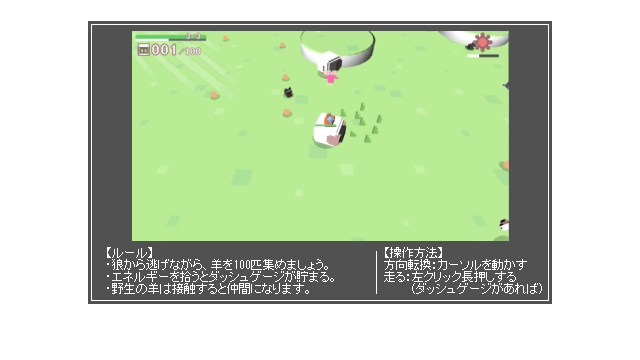 001/100
【ルール】
・狼から逃げながら、羊を100匹集めましょう。
・エネルギーを拾うとダッシュゲージが貯まる。
・野生の羊は接触すると仲間になります。
【操作方法】
方向転換：カーソルを動かす
走る：左クリック長押しする
（ダッシュゲージがあれば）